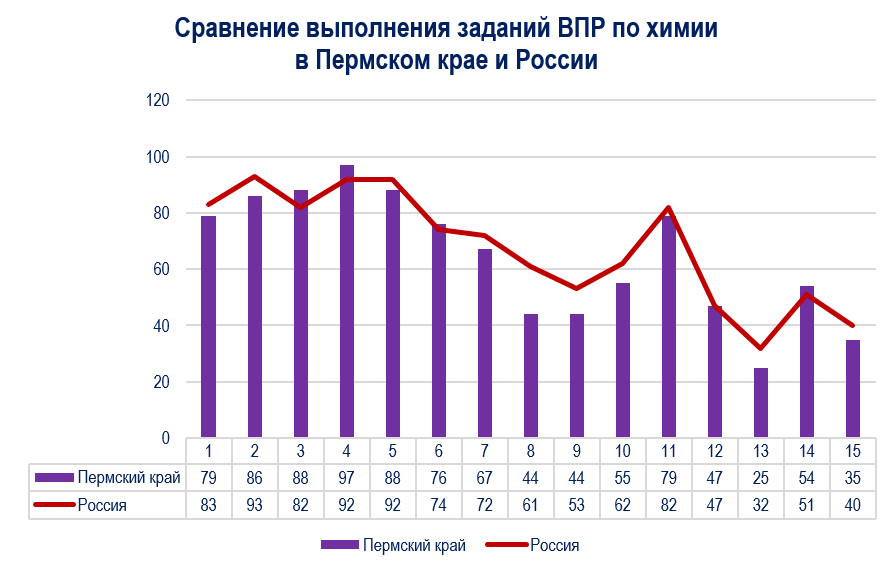 Сравнение выполнения заданий ВПР по химии
в Пермском крае и России
120
100
80
60
40
20
0
1 2 3 4 5 6 7 8 9 10 11 12 13 14 15
Пермский край 79 86 88 97 88 76 67 44 44 55 79 47 25 54 35
Россия 83 93 82 92 92 74 72 61 53 62 82 47 32 51 40
Пермский край Россия